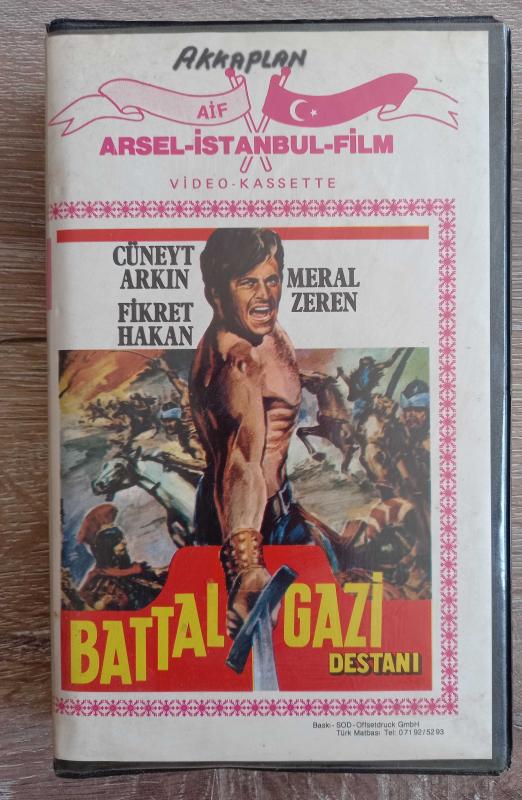 AKKAPLAN
AİF
ARSEL-İSTANBUL-FİLM
VİDEO-KASSETTE
CÜNEYT
ARKIN
FİKRET
HAKAN
MERAL
ZEREN
BATTAL GAZİ
DESTANI
Baskı- SOD-Offsetdruck GmbH
Türk Matbası Tel: 07192/5293